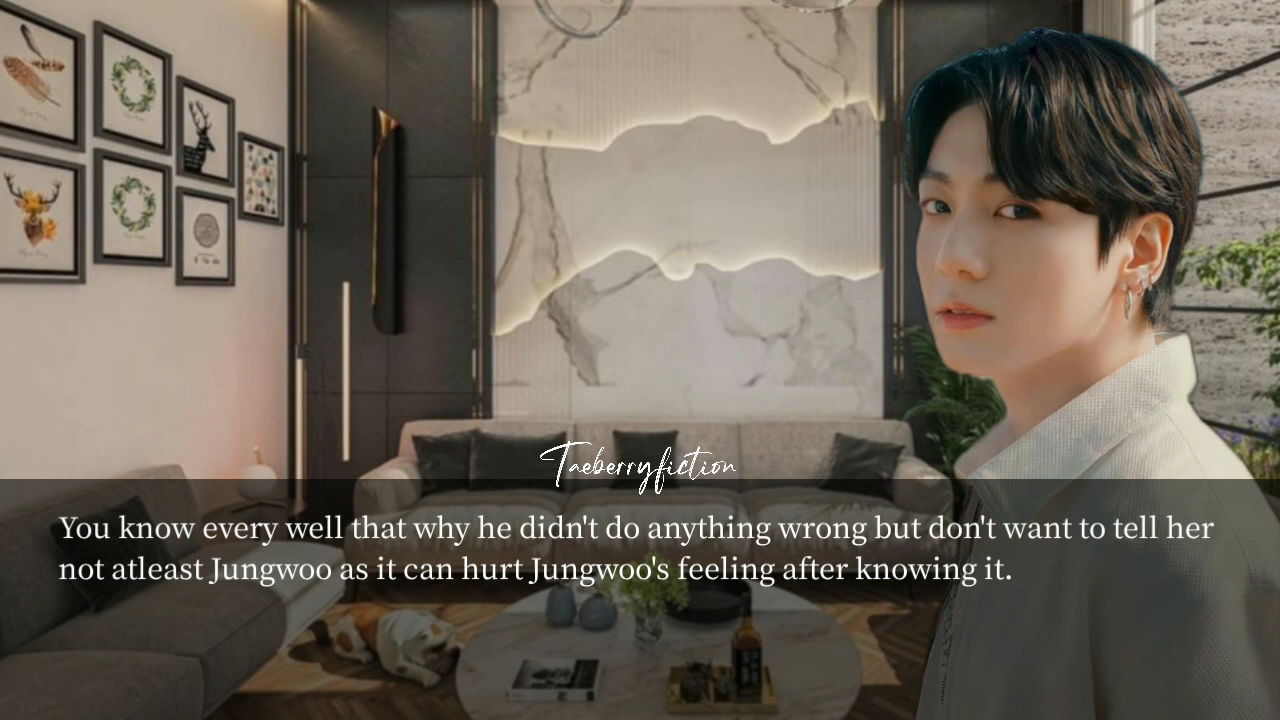 Taeberryfiction
You know every well that why he didn't do anything wrong but don't want to tell her
not atleast Jungwoo as it can hurt Jungwoo's feeling after knowing it.